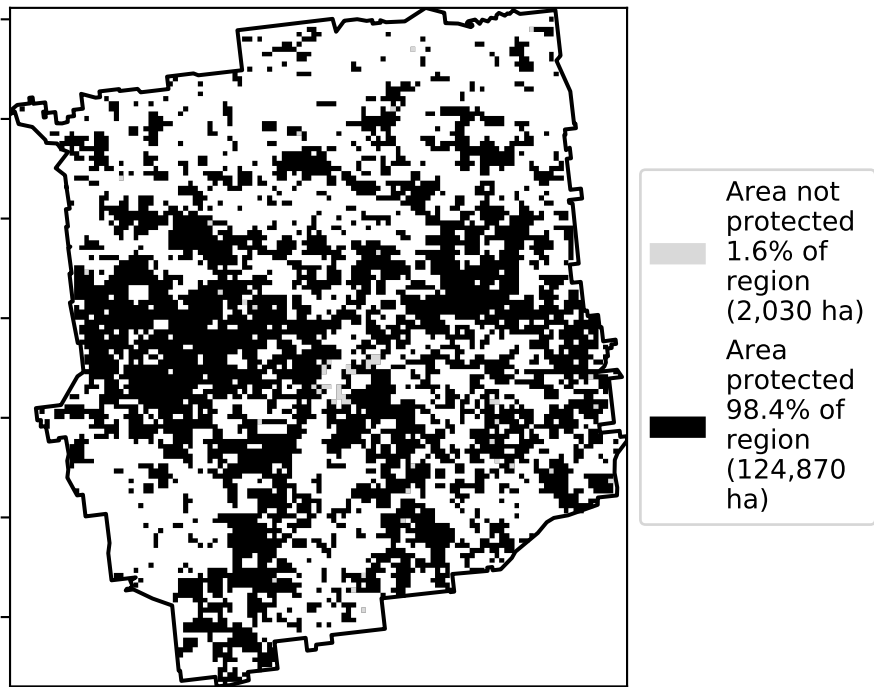 Area not
protected
1.6% of
region
(2,030 ha)
Area
protected
98.4% of
region
(124,870
ha)